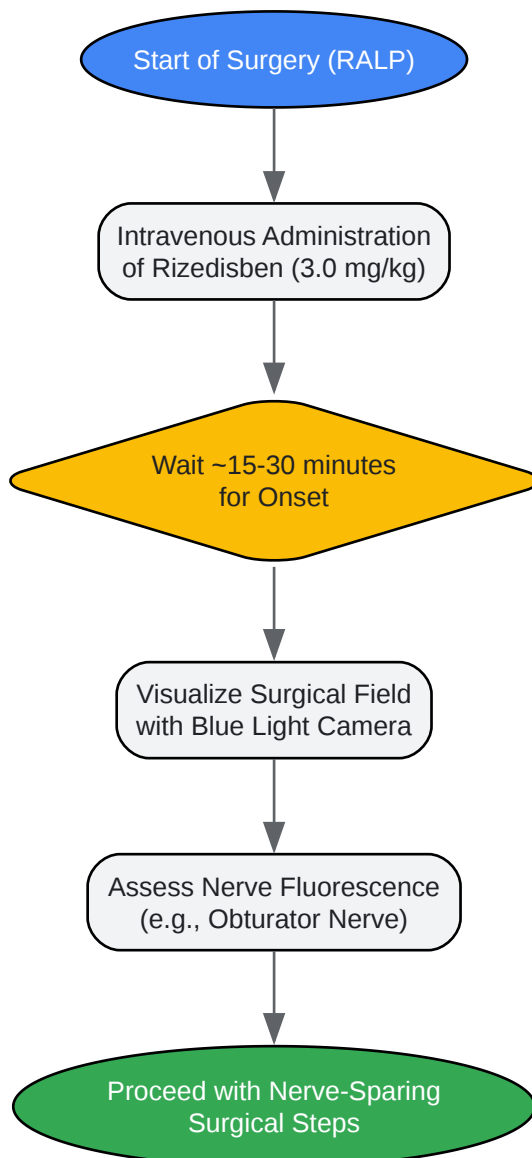 Start of Surgery (RALP)
Intravenous Administration
of Rizedisben (3.0 mg/kg)
Wait ~15-30 minutes
for Onset
Visualize Surgical Field
with Blue Light Camera
Assess Nerve Fluorescence
(e.g., Obturator Nerve)
Proceed with Nerve-Sparing
Surgical Steps